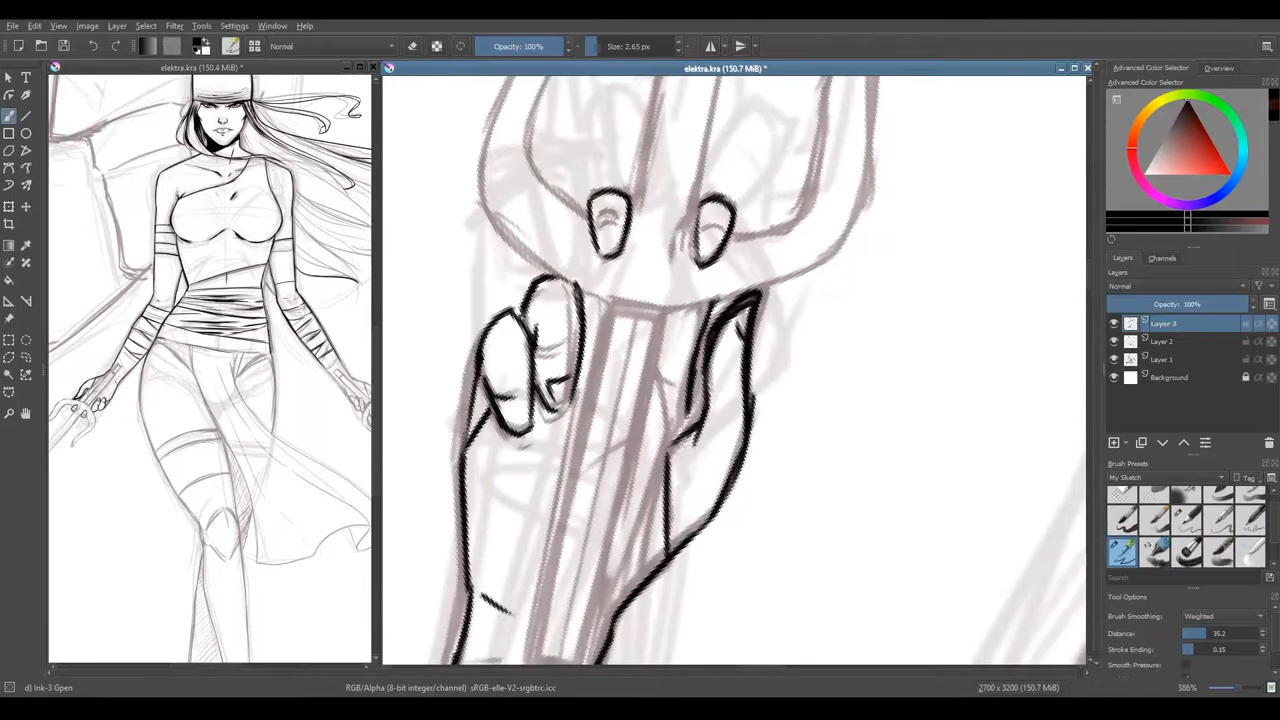 File Edit View Image Layer Select Filter Tools Settings Window Help
Normal Opacity: 100% Size: 2.65 px
elektra.kra (150.4 MiB) *
elektra.kra (150.7 MiB) *
Advanced Color Selector Overview
Advanced Color Selector
Layers Channels
Layers
Normal
Opacity: 100%
Layer 3
Layer 2
Layer 1
Background
Brush Presets
My Sketch Tag
Search
Tool Options
Brush Smoothing: Weighted
Distance: 35.2
Stroke Ending: 0.15
Smooth Pressure:
d) Ink-3 Gpen RGB/Alpha (8-bit integer/channel) sRGB-elle-V2-srgbtrc.icc 2700 x 3200 (150.7 MiB) 386%